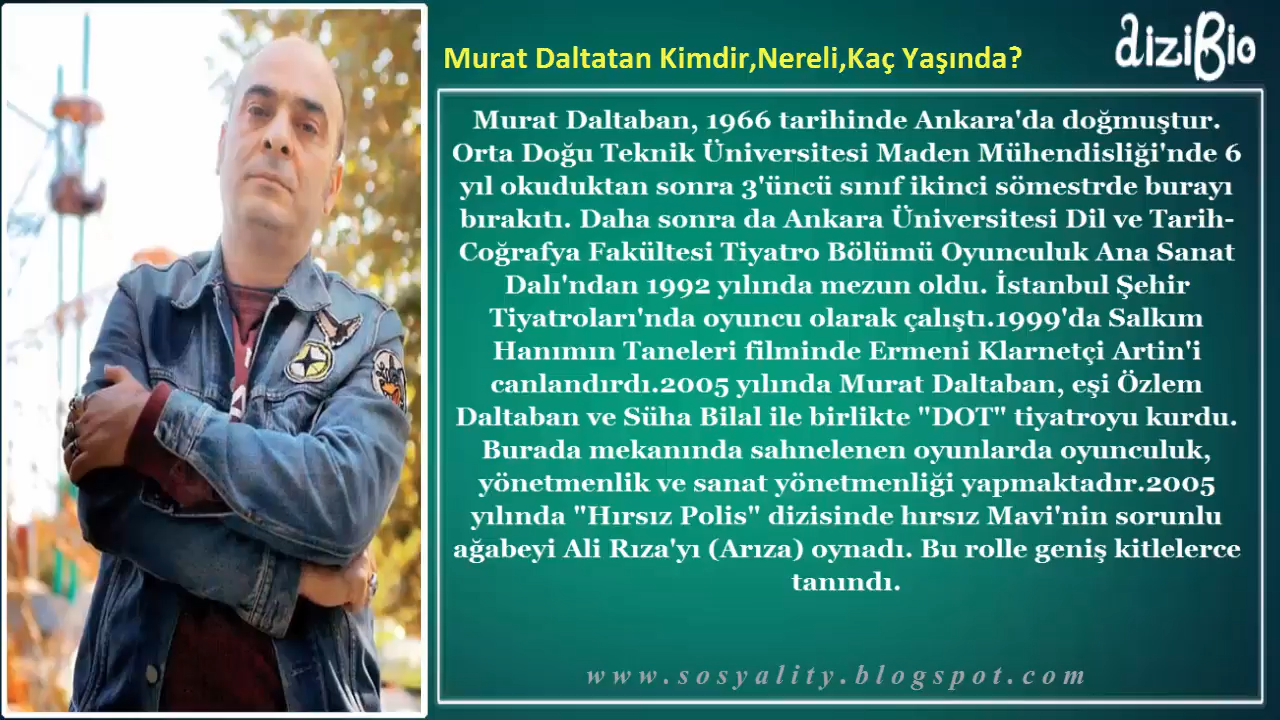 Murat Daltatan Kimdir,Nereli,Kaç Yaşında?
diziBio
Murat Daltaban, 1966 tarihinde Ankara'da doğmuştur.
Orta Doğu Teknik Üniversitesi Maden Mühendisliği'nde 6
yıl okuduktan sonra 3'üncü sınıf ikinci sömestrde burayı
bırakıtı. Daha sonra da Ankara Üniversitesi Dil ve Tarih-
Coğrafya Fakültesi Tiyatro Bölümü Oyunculuk Ana Sanat
Dalı'ndan 1992 yılında mezun oldu. İstanbul Şehir
Tiyatroları'nda oyuncu olarak çalıştı.1999'da Salkım
Hanımın Taneleri filminde Ermeni Klarnetçi Artin'i
canlandırdı.2005 yılında Murat Daltaban, eşi Özlem
Daltaban ve Süha Bilal ile birlikte "DOT" tiyatroyu kurdu.
Burada mekanında sahnelenen oyunlarda oyunculuk,
yönetmenlik ve sanat yönetmenliği yapmaktadır.2005
yılında "Hırsız Polis" dizisinde hırsız Mavi'nin sorunlu
ağabeyi Ali Rıza'yı (Arıza) oynadı. Bu rolle geniş kitlelerce
tanındı.
www.sosyality.blogspot.com